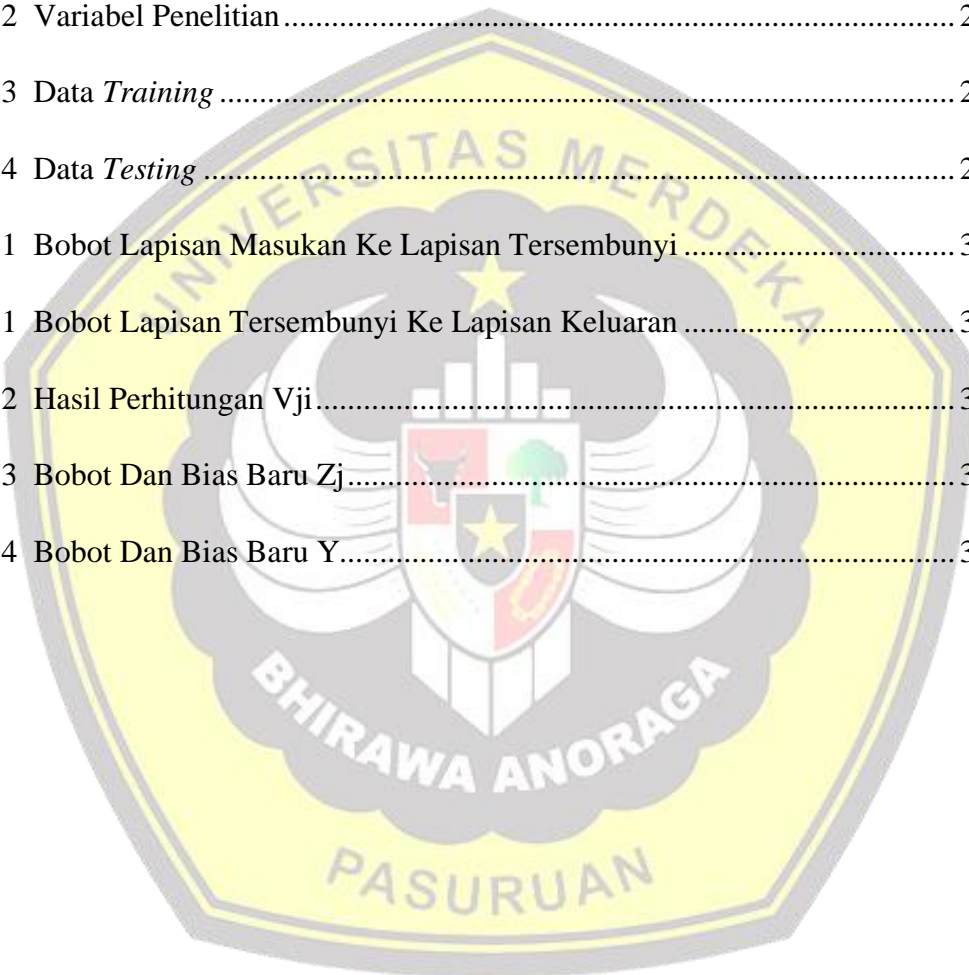 2 Variabel Penelitian........................................................................................ 2
3 Data Training.................................................................................................. 2
4 Data Testing.................................................................................................... 2
1 Bobot Lapisan Masukan Ke Lapisan Tersembunyi................................... 3
1 Bobot Lapisan Tersembunyi Ke Lapisan Keluaran................................... 3
2 Hasil Perhitungan Vji..................................................................................... 3
3 Bobot Dan Bias Baru Zj................................................................................. 3
4 Bobot Dan Bias Baru Y.................................................................................. 3
UNIVERSITAS MERDEKA
BHIRAWA ANORAGA
PASURUAN